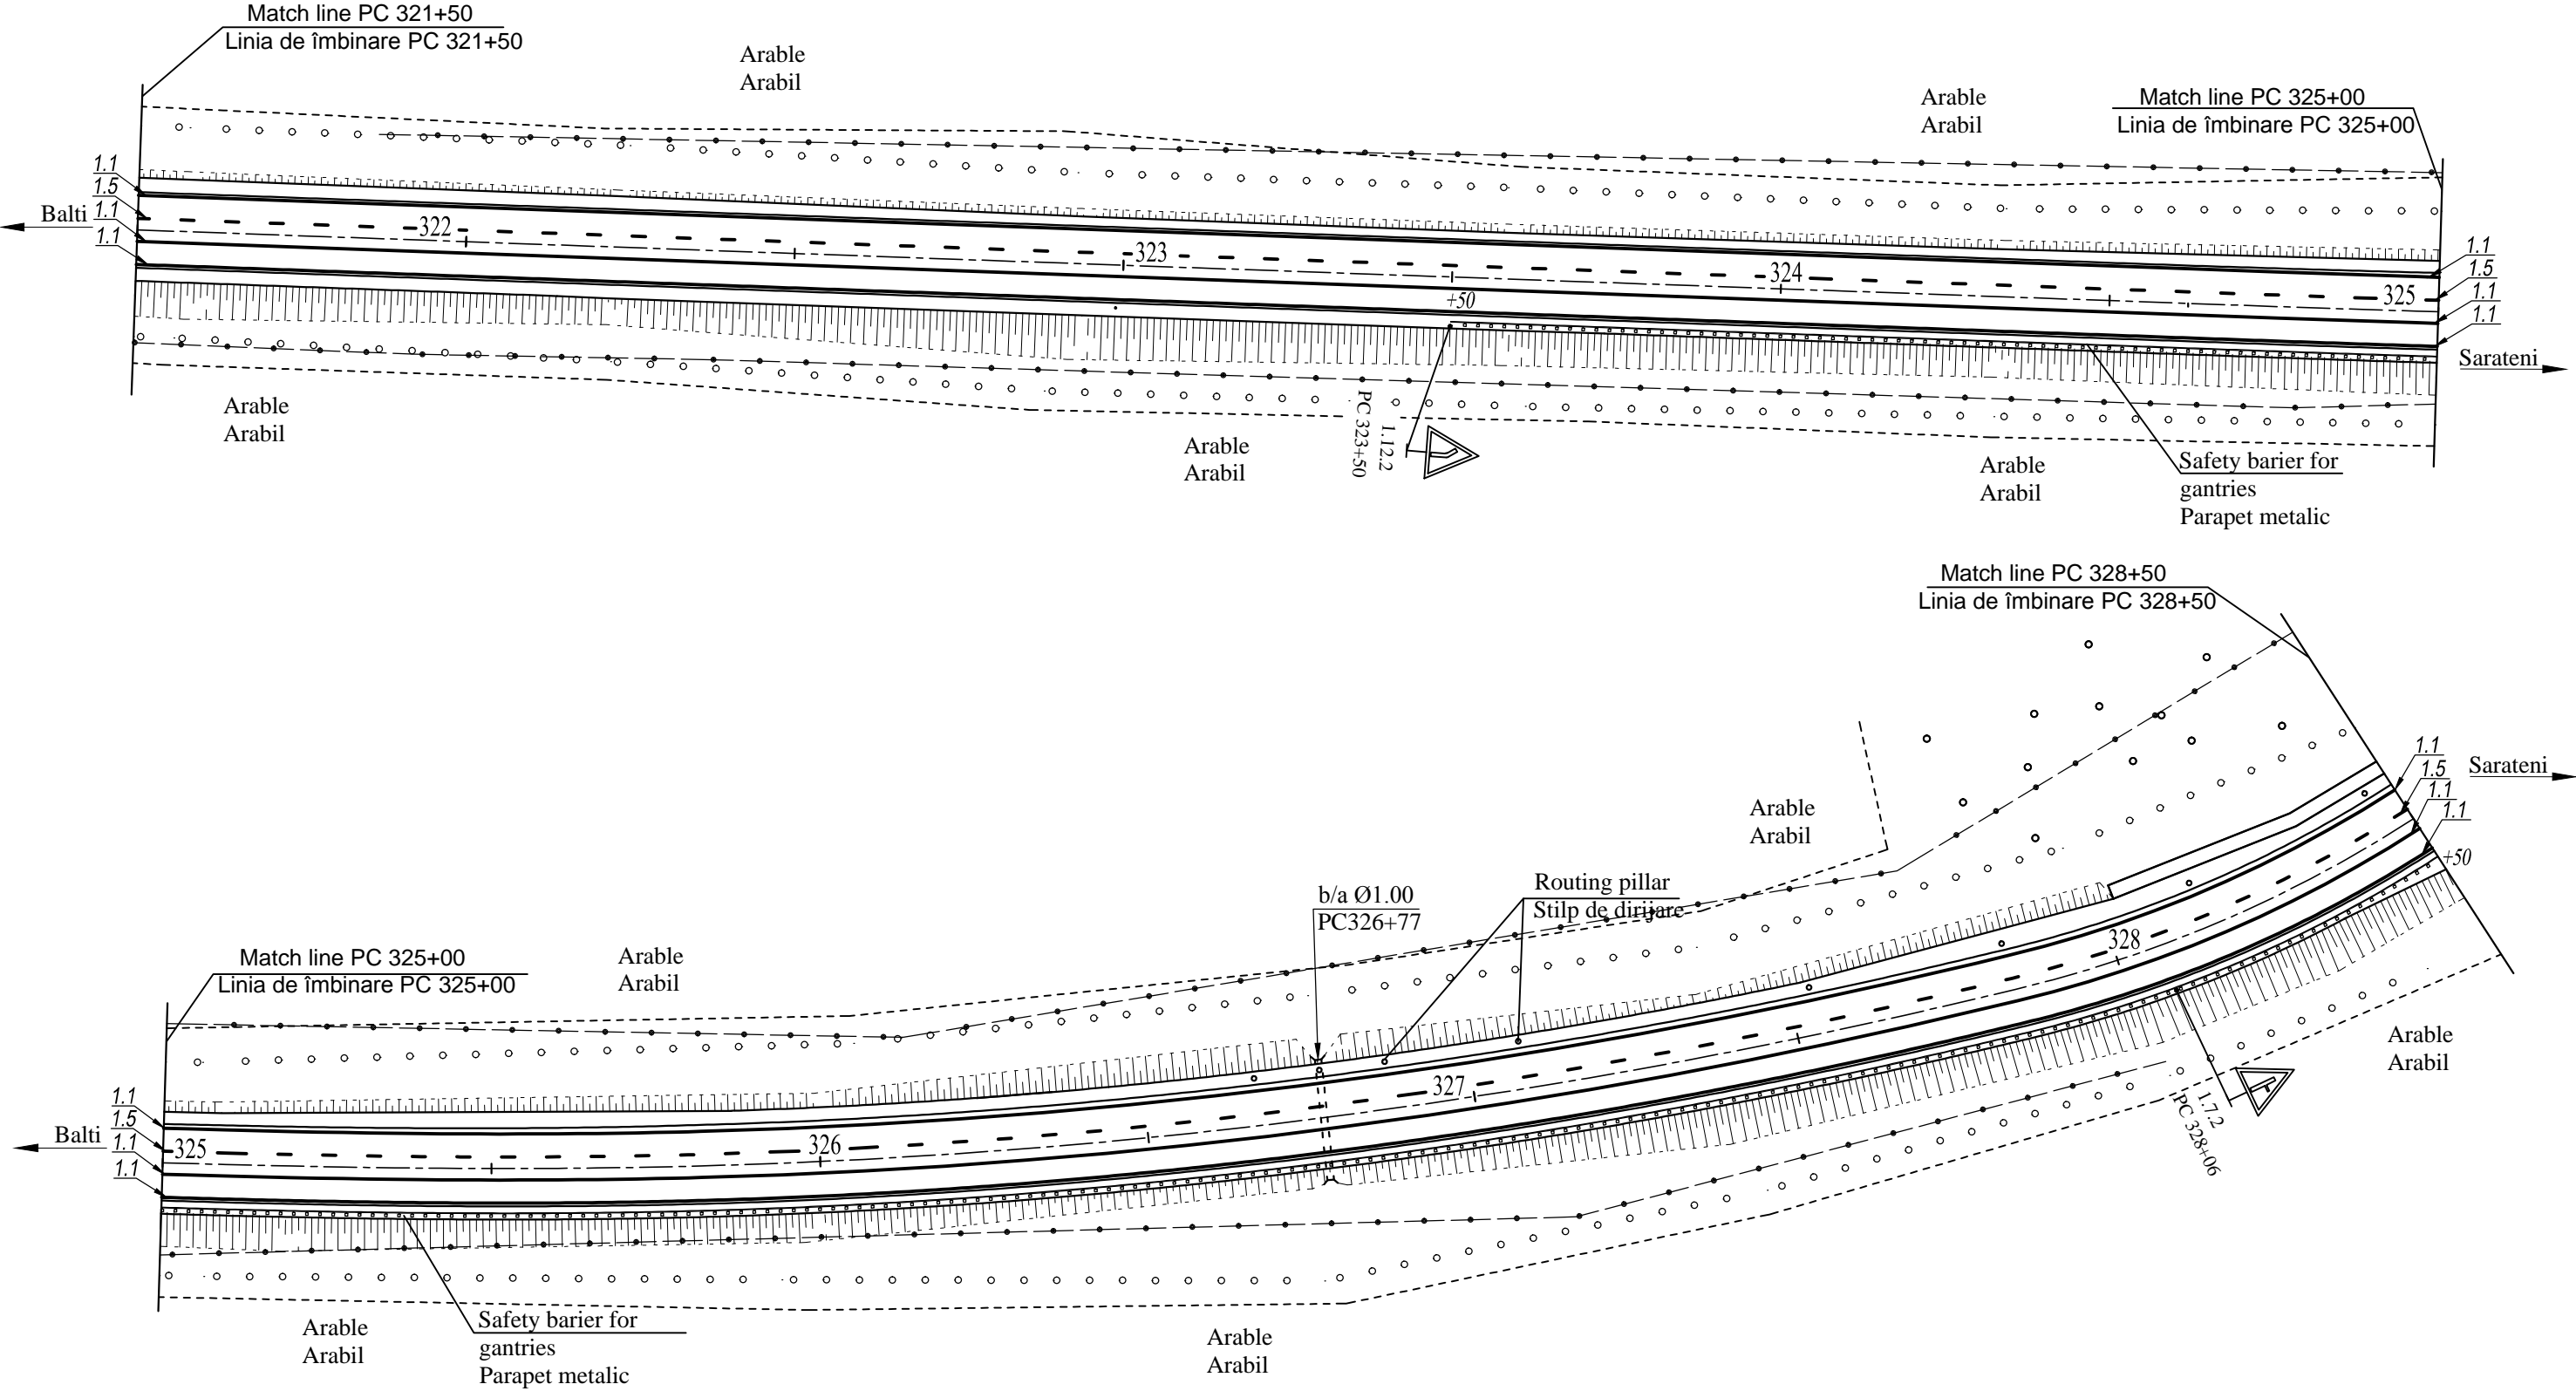 Match line PC 321+50
Linia de îmbinare PC 321+50
Arable
Arabil
Arable
Arabil
Match line PC 325+00
Linia de îmbinare PC 325+00
1.1
1.5
1.1
1.1
Balti
322
323
324
325
+50
1.1
1.5
1.1
1.1
Sarateni
Arable
Arabil
Arable
Arabil
PC 323+50
1.12.2
Arable
Arabil
Safety barier for
gantries
Parapet metalic
Match line PC 328+50
Linia de îmbinare PC 328+50
1.1
1.5
1.1
1.1
+50
Sarateni
Arable
Arabil
b/a Ø1.00
PC326+77
Routing pillar
Stilp de dirijare
Match line PC 325+00
Linia de îmbinare PC 325+00
Arable
Arabil
328
327
326
325
1.1
1.5
1.1
1.1
Balti
Arable
Arabil
1.7.2
PC 328+06
Arable
Arabil
Safety barier for
gantries
Parapet metalic
Arable
Arabil